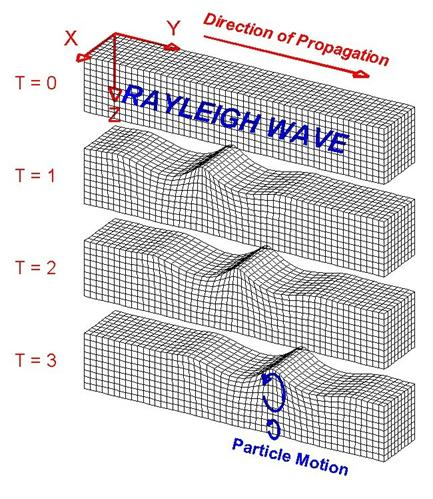 Direction of Propagation
X
Y
Z
T = 0
RAYLEIGH WAVE
T = 1
T = 2
T = 3
Particle Motion